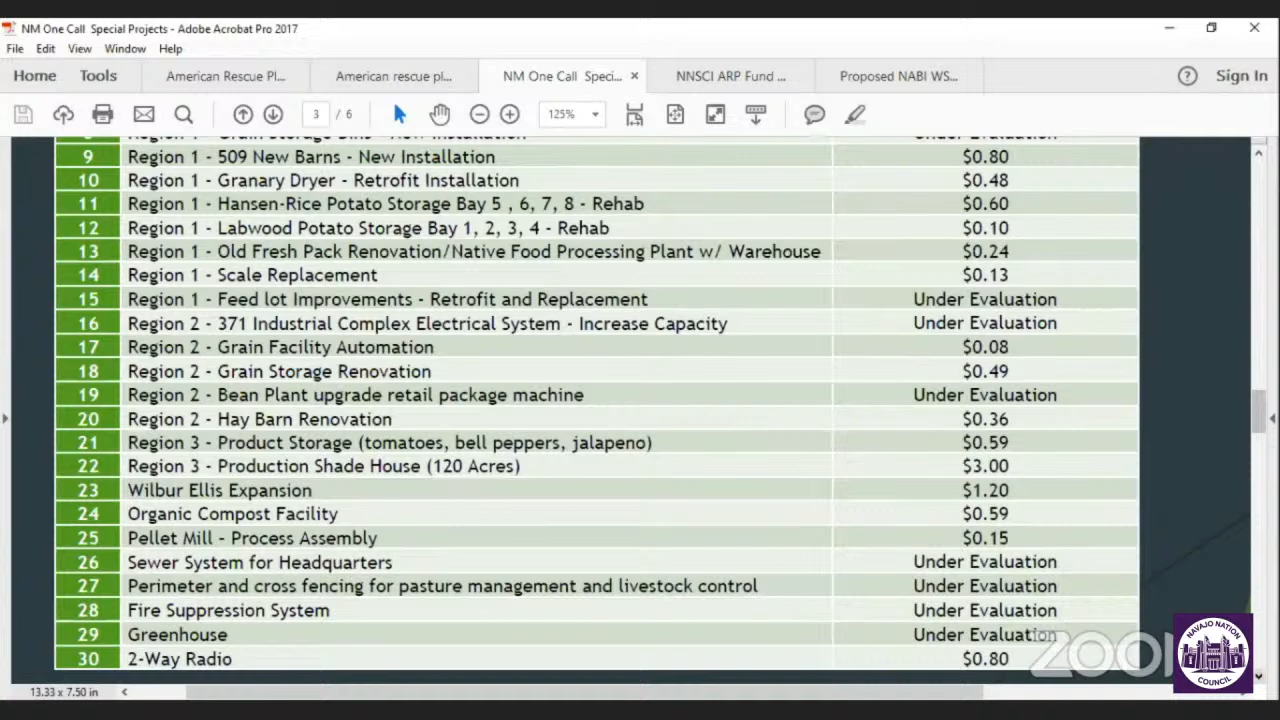 NM One Call Special Projects - Adobe Acrobat Pro 2017
File Edit View Window Help
Home Tools American Rescue Pl... American rescue pl... NM One Call Speci... × NNSCI ARP Fund ... Proposed NABI WS... Sign In
3 / 6 125%
Region 1 - Grain Storage Bins - New Installation Under Evaluation
9 Region 1 - 509 New Barns - New Installation $0.80
10 Region 1 - Granary Dryer - Retrofit Installation $0.48
11 Region 1 - Hansen-Rice Potato Storage Bay 5 , 6, 7, 8 - Rehab $0.60
12 Region 1 - Labwood Potato Storage Bay 1, 2, 3, 4 - Rehab $0.10
13 Region 1 - Old Fresh Pack Renovation/Native Food Processing Plant w/ Warehouse $0.24
14 Region 1 - Scale Replacement $0.13
15 Region 1 - Feed lot Improvements - Retrofit and Replacement Under Evaluation
16 Region 2 - 371 Industrial Complex Electrical System - Increase Capacity Under Evaluation
17 Region 2 - Grain Facility Automation $0.08
18 Region 2 - Grain Storage Renovation $0.49
19 Region 2 - Bean Plant upgrade retail package machine Under Evaluation
20 Region 2 - Hay Barn Renovation $0.36
21 Region 3 - Product Storage (tomatoes, bell peppers, jalapeno) $0.59
22 Region 3 - Production Shade House (120 Acres) $3.00
23 Wilbur Ellis Expansion $1.20
24 Organic Compost Facility $0.59
25 Pellet Mill - Process Assembly $0.15
26 Sewer System for Headquarters Under Evaluation
27 Perimeter and cross fencing for pasture management and livestock control Under Evaluation
28 Fire Suppression System Under Evaluation
29 Greenhouse Under Evaluation
30 2-Way Radio $0.80
zoom
NAVAJO NATION
COUNCIL
13.33 x 7.50 in